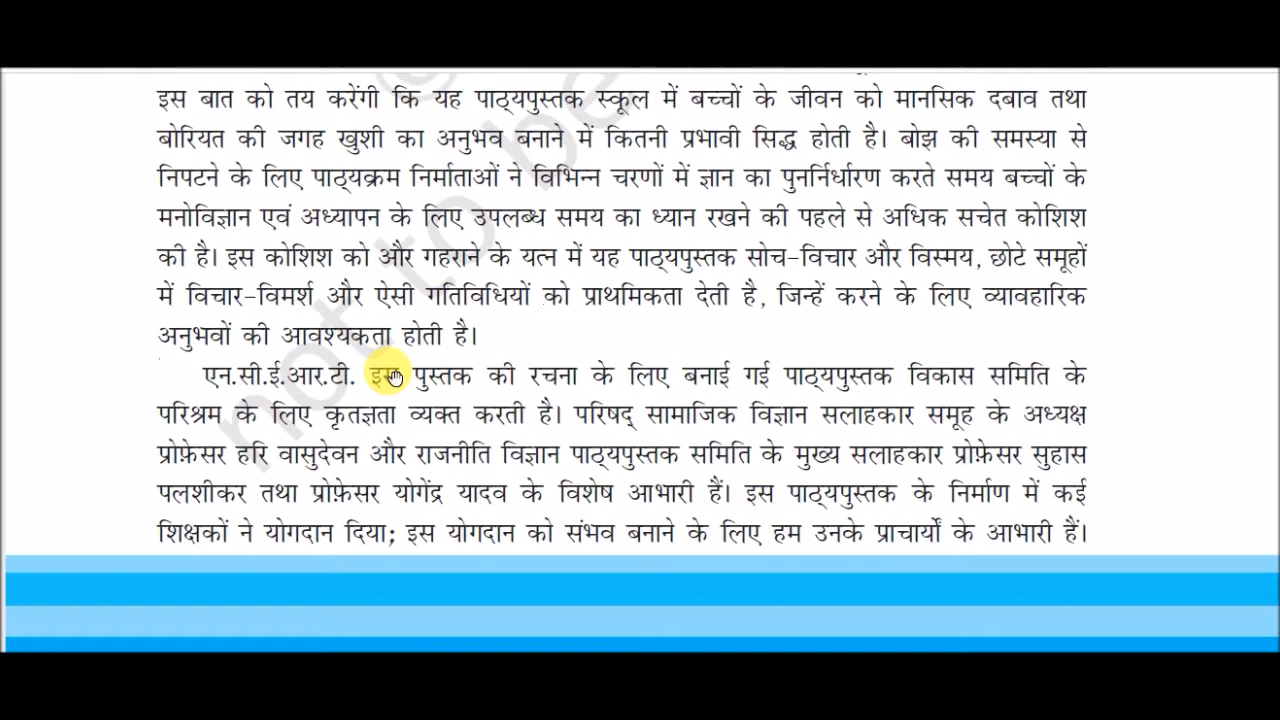 इस बात को तय करेंगी कि यह पाठ्यपुस्तक स्कूल में बच्चों के जीवन को मानसिक दबाव तथा
बोरियत की जगह खुशी का अनुभव बनाने में कितनी प्रभावी सिद्ध होती है। बोझ की समस्या से
निपटने के लिए पाठ्यक्रम निर्माताओं ने विभिन्न चरणों में ज्ञान का पुनर्निर्धारण करते समय बच्चों के
मनोविज्ञान एवं अध्यापन के लिए उपलब्ध समय का ध्यान रखने की पहले से अधिक सचेत कोशिश
की है। इस कोशिश को और गहराने के यत्न में यह पाठ्यपुस्तक सोच-विचार और विस्मय, छोटे समूहों
में विचार-विमर्श और ऐसी गतिविधियों को प्राथमिकता देती है, जिन्हें करने के लिए व्यावहारिक
अनुभवों की आवश्यकता होती है।
एन.सी.ई.आर.टी. इस पुस्तक की रचना के लिए बनाई गई पाठ्यपुस्तक विकास समिति के
परिश्रम के लिए कृतज्ञता व्यक्त करती है। परिषद् सामाजिक विज्ञान सलाहकार समूह के अध्यक्ष
प्रोफ़ेसर हरि वासुदेवन और राजनीति विज्ञान पाठ्यपुस्तक समिति के मुख्य सलाहकार प्रोफ़ेसर सुहास
पलशीकर तथा प्रोफ़ेसर योगेंद्र यादव के विशेष आभारी हैं। इस पाठ्यपुस्तक के निर्माण में कई
शिक्षकों ने योगदान दिया; इस योगदान को संभव बनाने के लिए हम उनके प्राचार्यों के आभारी हैं।
not to be